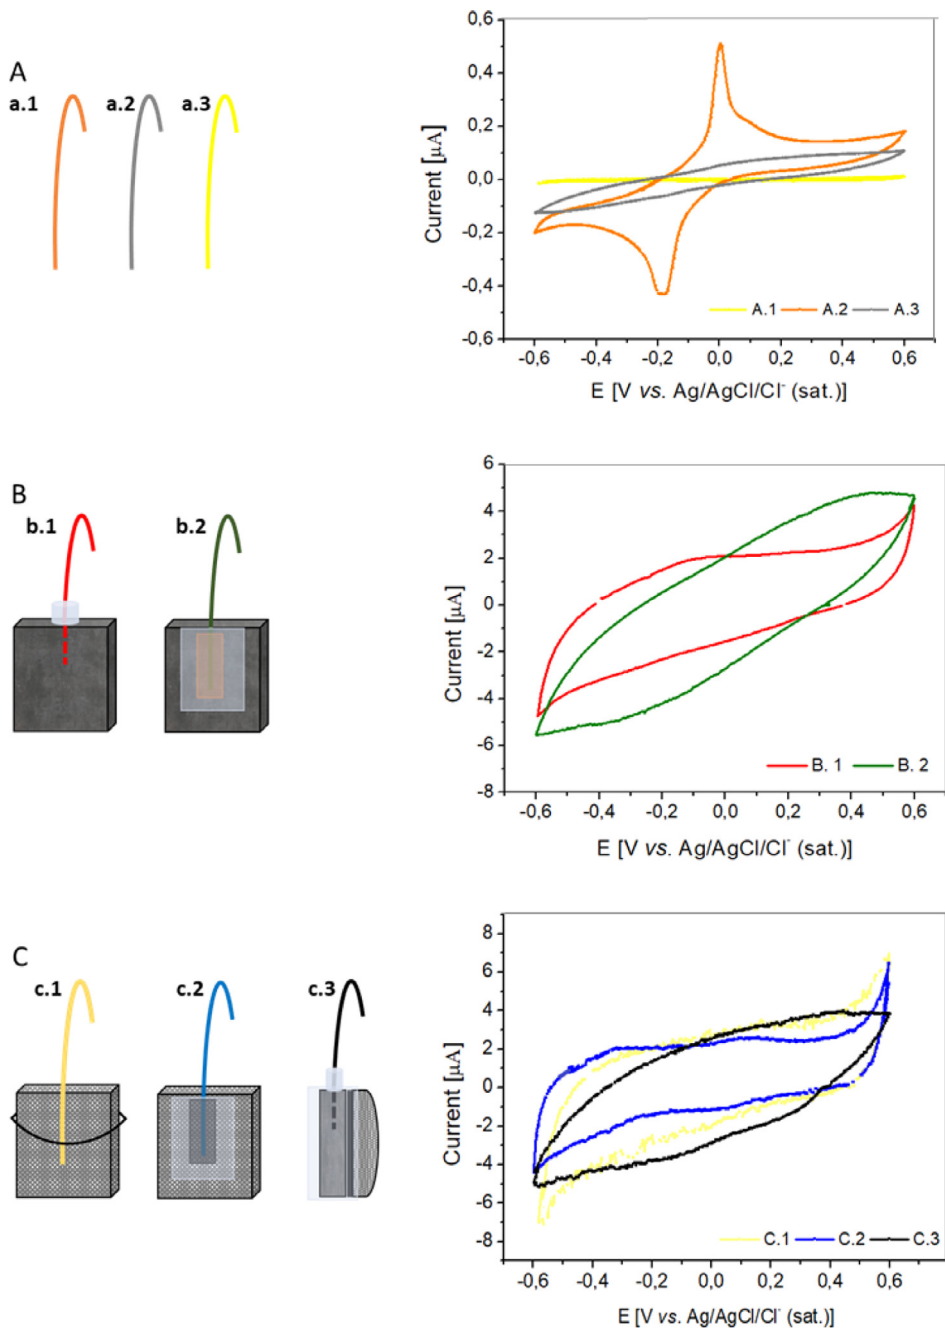 A
a.1 a.2 a.3
0,6
0,4
0,2
0,0
-0,2
-0,4
-0,6
Current [µA]
A.1 A.2 A.3
-0,6 -0,4 -0,2 0,0 0,2 0,4 0,6
E [V vs. Ag/AgCl/Cl⁻ (sat.)]
B
b.1 b.2
6
4
2
0
-2
-4
-6
-8
Current [µA]
B. 1 B. 2
-0,6 -0,4 -0,2 0,0 0,2 0,4 0,6
E [V vs. Ag/AgCl/Cl⁻ (sat.)]
C
c.1 c.2 c.3
8
6
4
2
0
-2
-4
-6
-8
Current [µA]
C.1 C.2 C.3
-0,6 -0,4 -0,2 0,0 0,2 0,4 0,6
E [V vs. Ag/AgCl/Cl⁻ (sat.)]